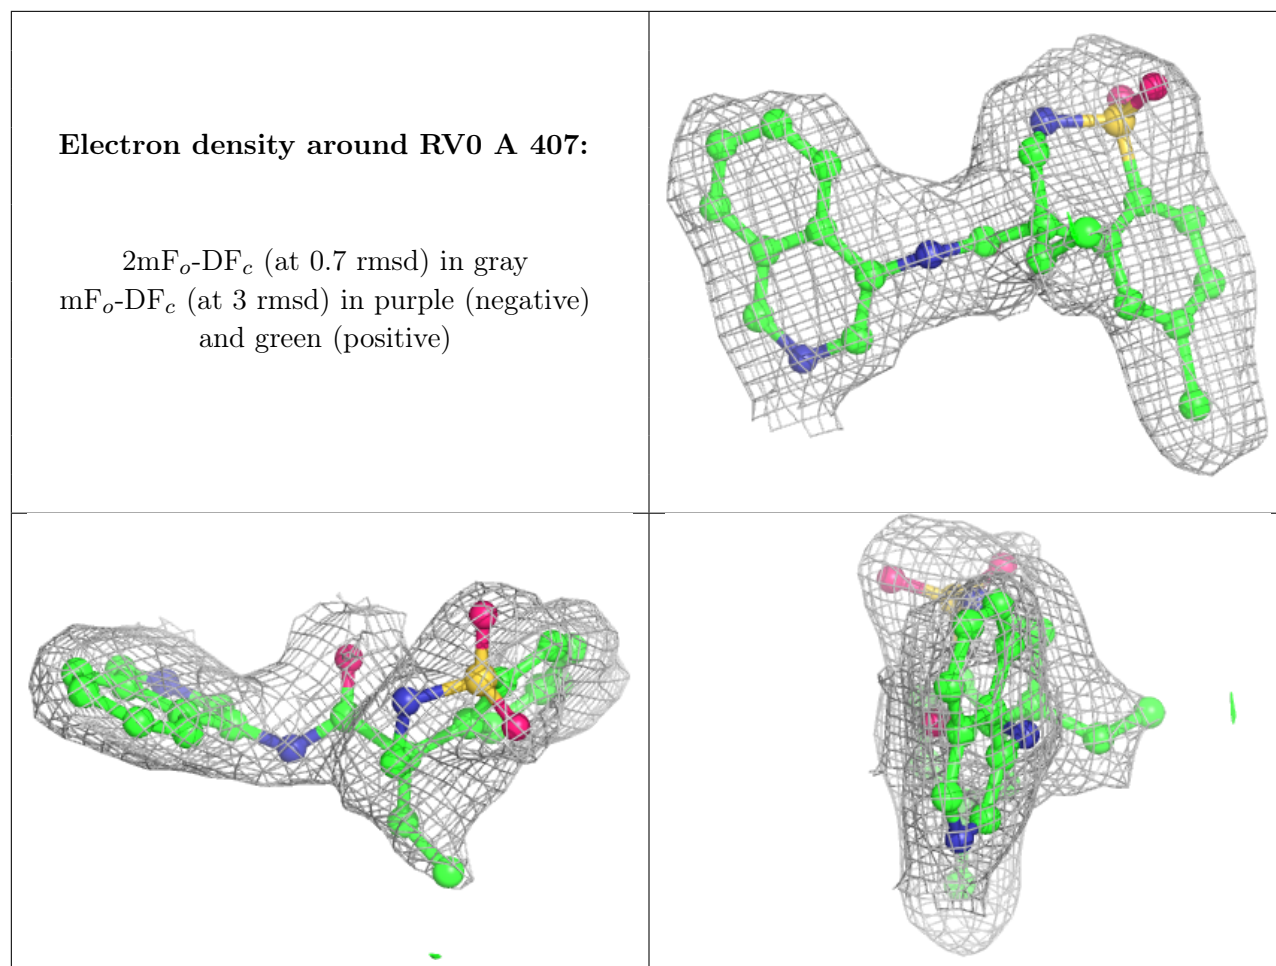 Electron density around RV0 A 407:
2mFₒ-DF𝑐 (at 0.7 rmsd) in gray
mFₒ-DF𝑐 (at 3 rmsd) in purple (negative)
and green (positive)